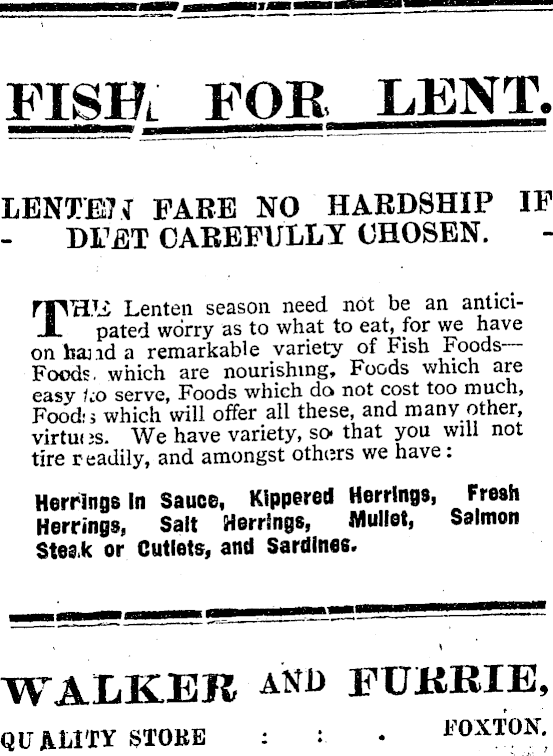 FISH FOR LENT.
LENTEN FARE NO HARDSHIP IF
- DIET CAREFULLY CHOSEN. -
THE Lenten season need not be an antici-
pated worry as to what to eat, for we have
on hand a remarkable variety of Fish Foods—
Foods which are nourishing, Foods which are
easy to serve, Foods which do not cost too much,
Foods which will offer all these, and many other,
virtues. We have variety, so that you will not
tire readily, and amongst others we have:
Herrings in Sauce, Kippered Herrings, Fresh
Herrings, Salt Herrings, Mullet, Salmon
Steak or Cutlets, and Sardines.
WALKER AND FURRIE,
QUALITY STORE : : . FOXTON.